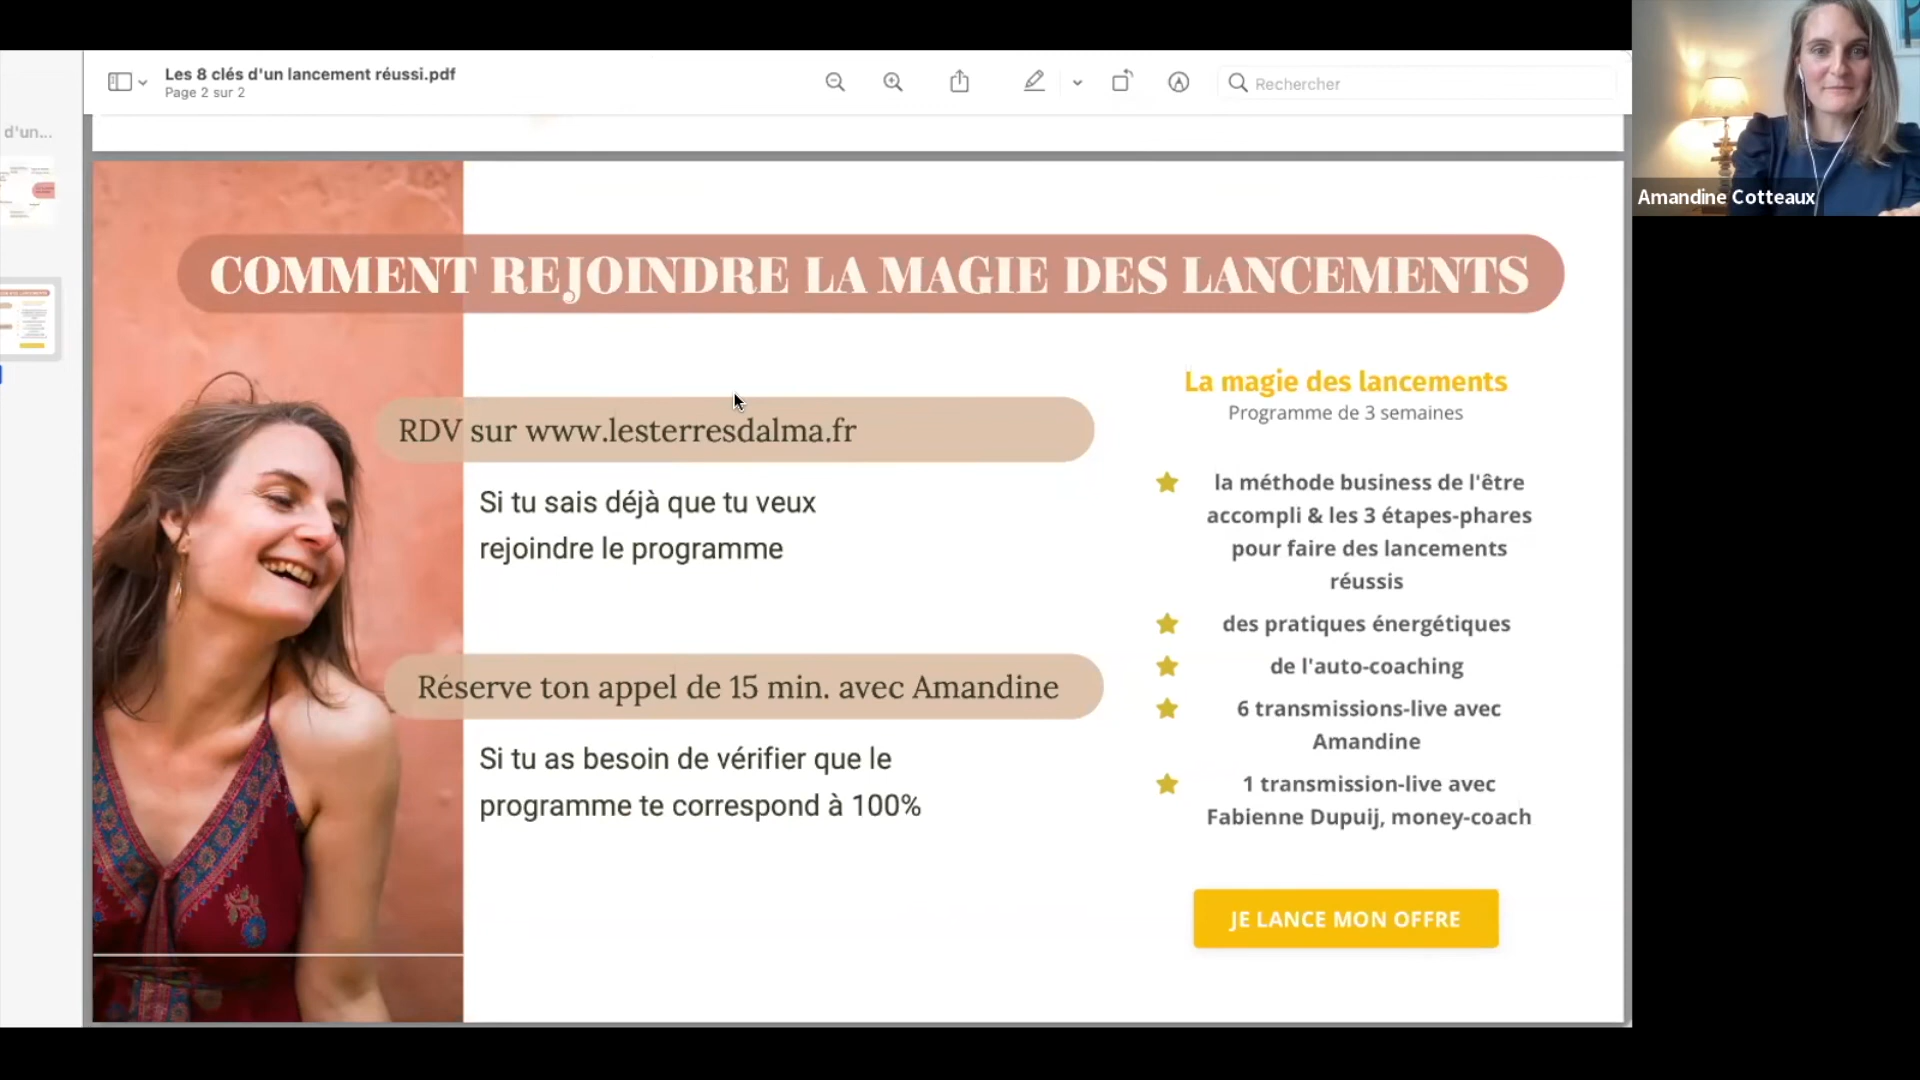 Les 8 clés d'un lancement réussi.pdf
Page 2 sur 2
Rechercher
d'un...
Amandine Cotteaux
COMMENT REJOINDRE LA MAGIE DES LANCEMENTS
RDV sur www.lesterresdalma.fr
Si tu sais déjà que tu veux
rejoindre le programme
Réserve ton appel de 15 min. avec Amandine
Si tu as besoin de vérifier que le
programme te correspond à 100%
La magie des lancements
Programme de 3 semaines
la méthode business de l'être
accompli & les 3 étapes-phares
pour faire des lancements
réussis
des pratiques énergétiques
de l'auto-coaching
6 transmissions-live avec
Amandine
1 transmission-live avec
Fabienne Dupuij, money-coach
JE LANCE MON OFFRE